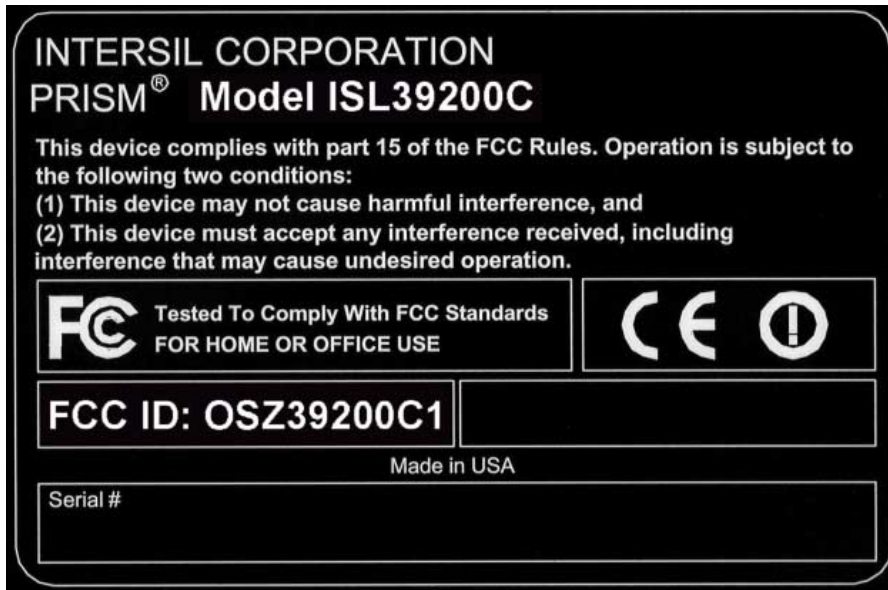 INTERSIL CORPORATION
PRISM® Model ISL39200C
This device complies with part 15 of the FCC Rules. Operation is subject to
the following two conditions:
(1) This device may not cause harmful interference, and
(2) This device must accept any interference received, including
interference that may cause undesired operation.
FC Tested To Comply With FCC Standards
FOR HOME OR OFFICE USE
CE
FCC ID: OSZ39200C1
Made in USA
Serial #